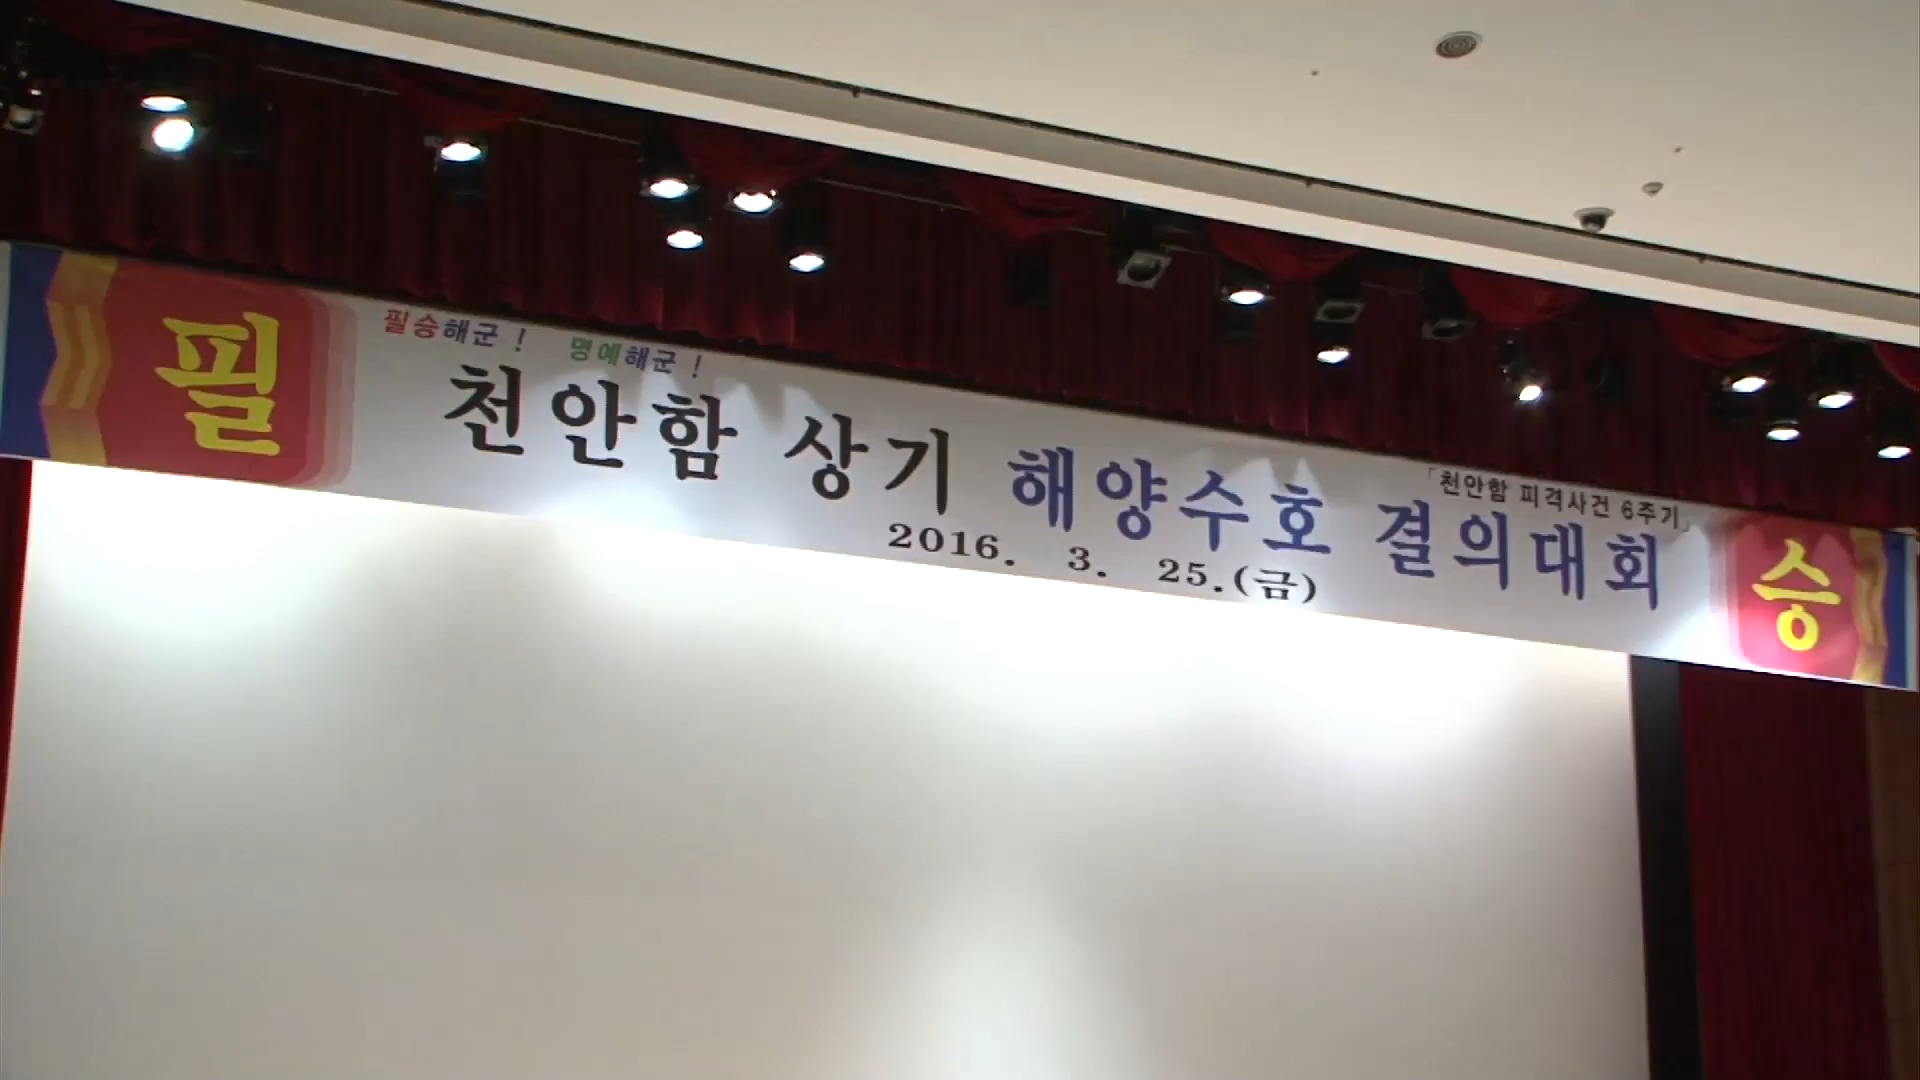 필승해군 ! 명예해군 !
「천안함 피격사건 6주기」
필 천안함 상기 해양수호 결의대회 승
2016. 3. 25.(금)